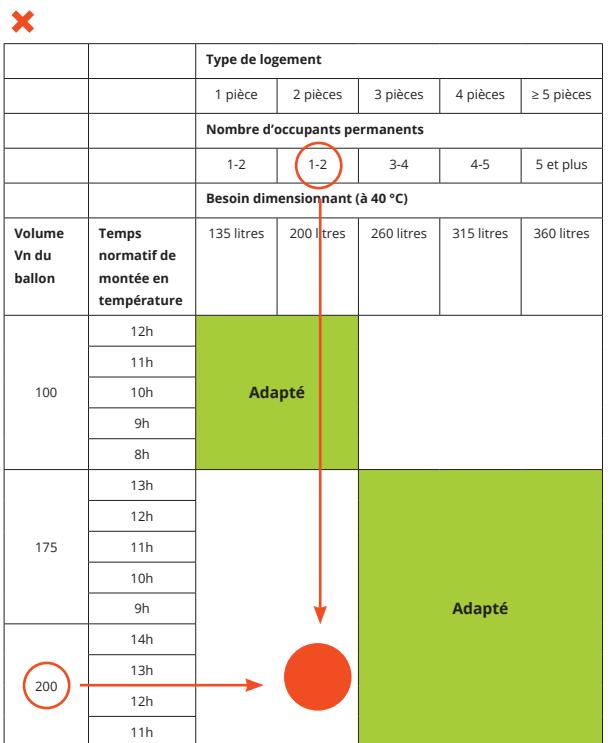 Type de logement
1 pièce 2 pièces 3 pièces 4 pièces ≥ 5 pièces
Nombre d’occupants permanents
1-2 1-2 3-4 4-5 5 et plus
Besoin dimensionnant (à 40 °C)
Volume Vn du ballon
Temps normatif de montée en température
135 litres 200 litres 260 litres 315 litres 360 litres
12h
11h
100 10h Adapté
9h
8h
13h
12h
175 11h
10h
9h Adapté
14h
13h
200
12h
11h